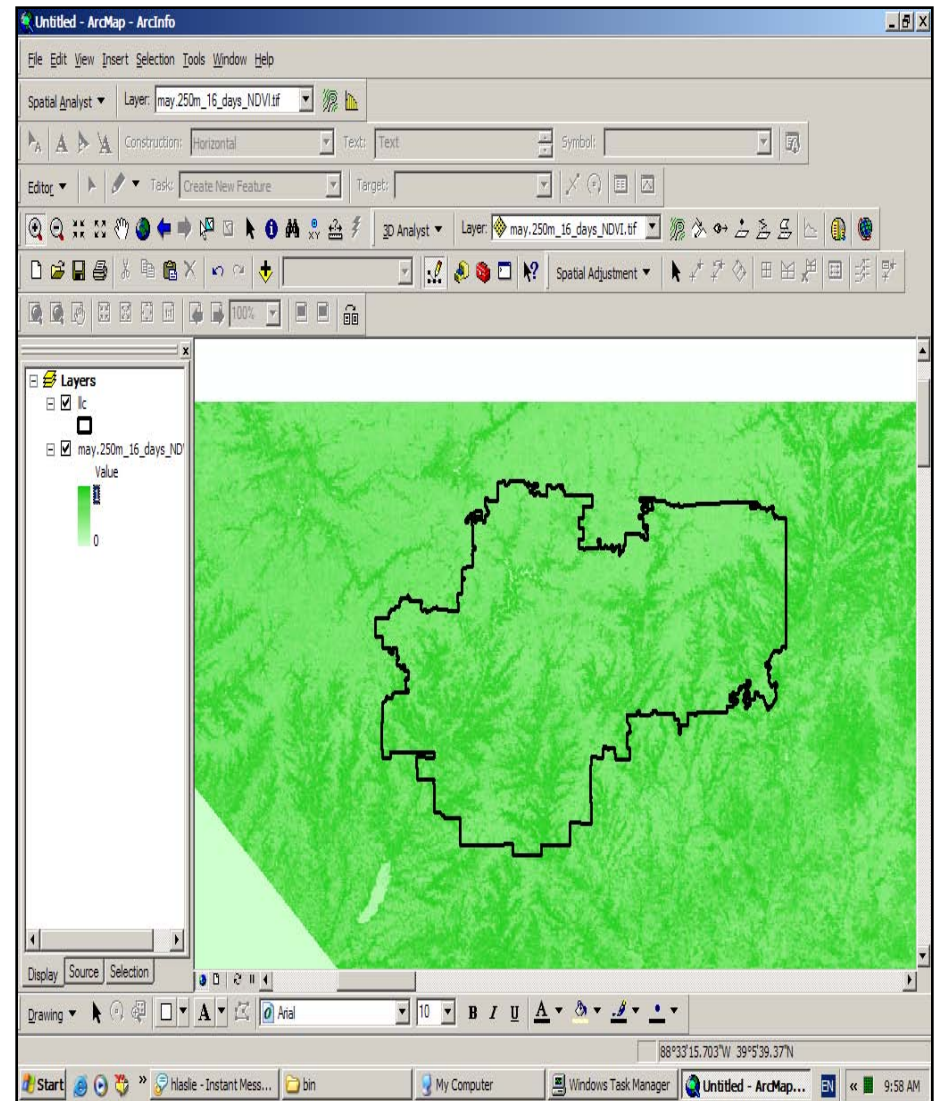 Untitled - ArcMap - ArcInfo
File Edit View Insert Selection Tools Window Help
Spatial Analyst Layer: may.250m_16_days_NDVI.tif
Construction: Horizontal Text: Text Symbol:
Editor Task: Create New Feature Target:
3D Analyst Layer: may.250m_16_days_NDVI.tif
Spatial Adjustment
100%
Layers
llc
may.250m_16_days_ND
Value
0
Display Source Selection
Drawing A Arial 10 B I U A
88°33'15.703"W 39°5'39.37"N
Start » hlaslie - Instant Mess... bin My Computer Windows Task Manager Untitled - ArcMap... EN « 9:58 AM